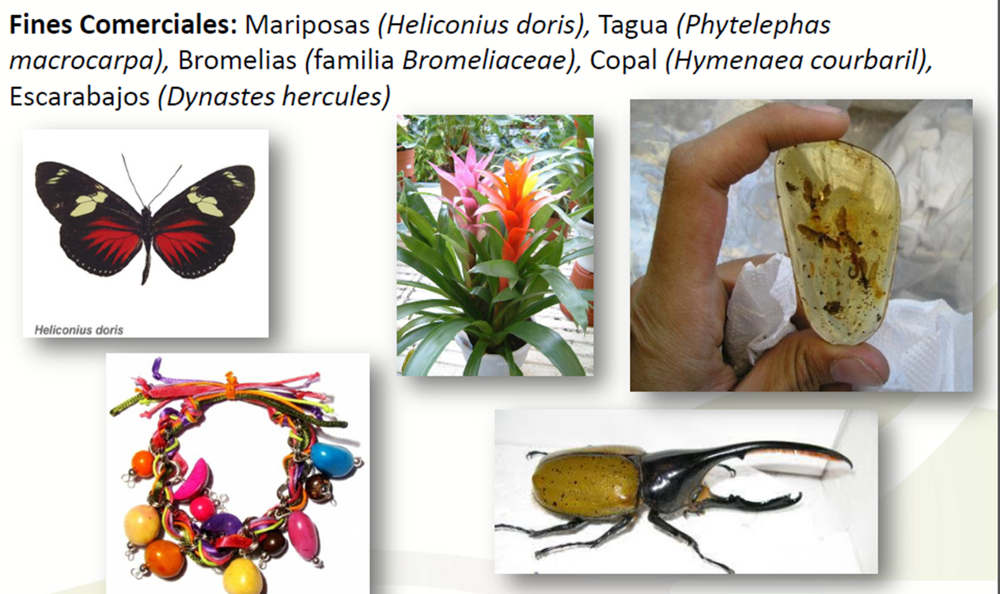 Fines Comerciales: Mariposas (Heliconius doris), Tagua (Phytelephas
macrocarpa), Bromelias (familia Bromeliaceae), Copal (Hymenaea courbaril),
Escarabajos (Dynastes hercules)
Heliconius doris